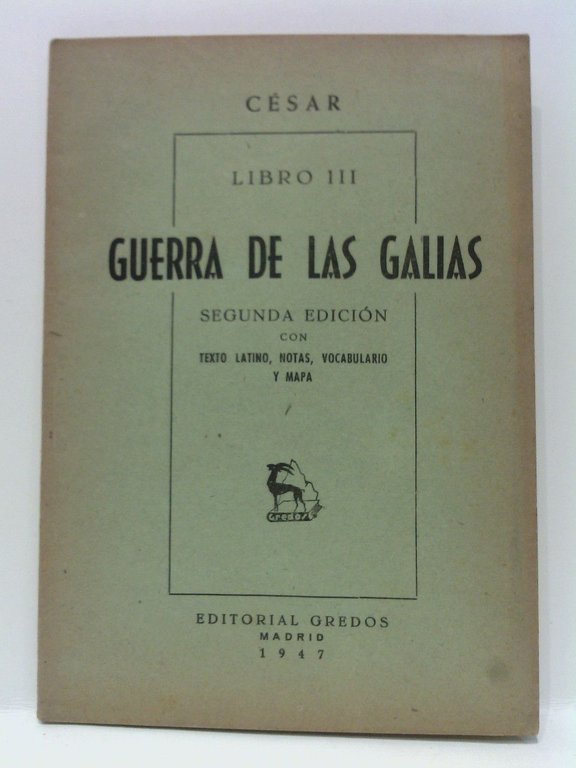 CÉSAR
LIBRO III
GUERRA DE LAS GALIAS
SEGUNDA EDICIÓN
CON
TEXTO LATINO, NOTAS, VOCABULARIO
Y MAPA
Gredos
EDITORIAL GREDOS
MADRID
1947